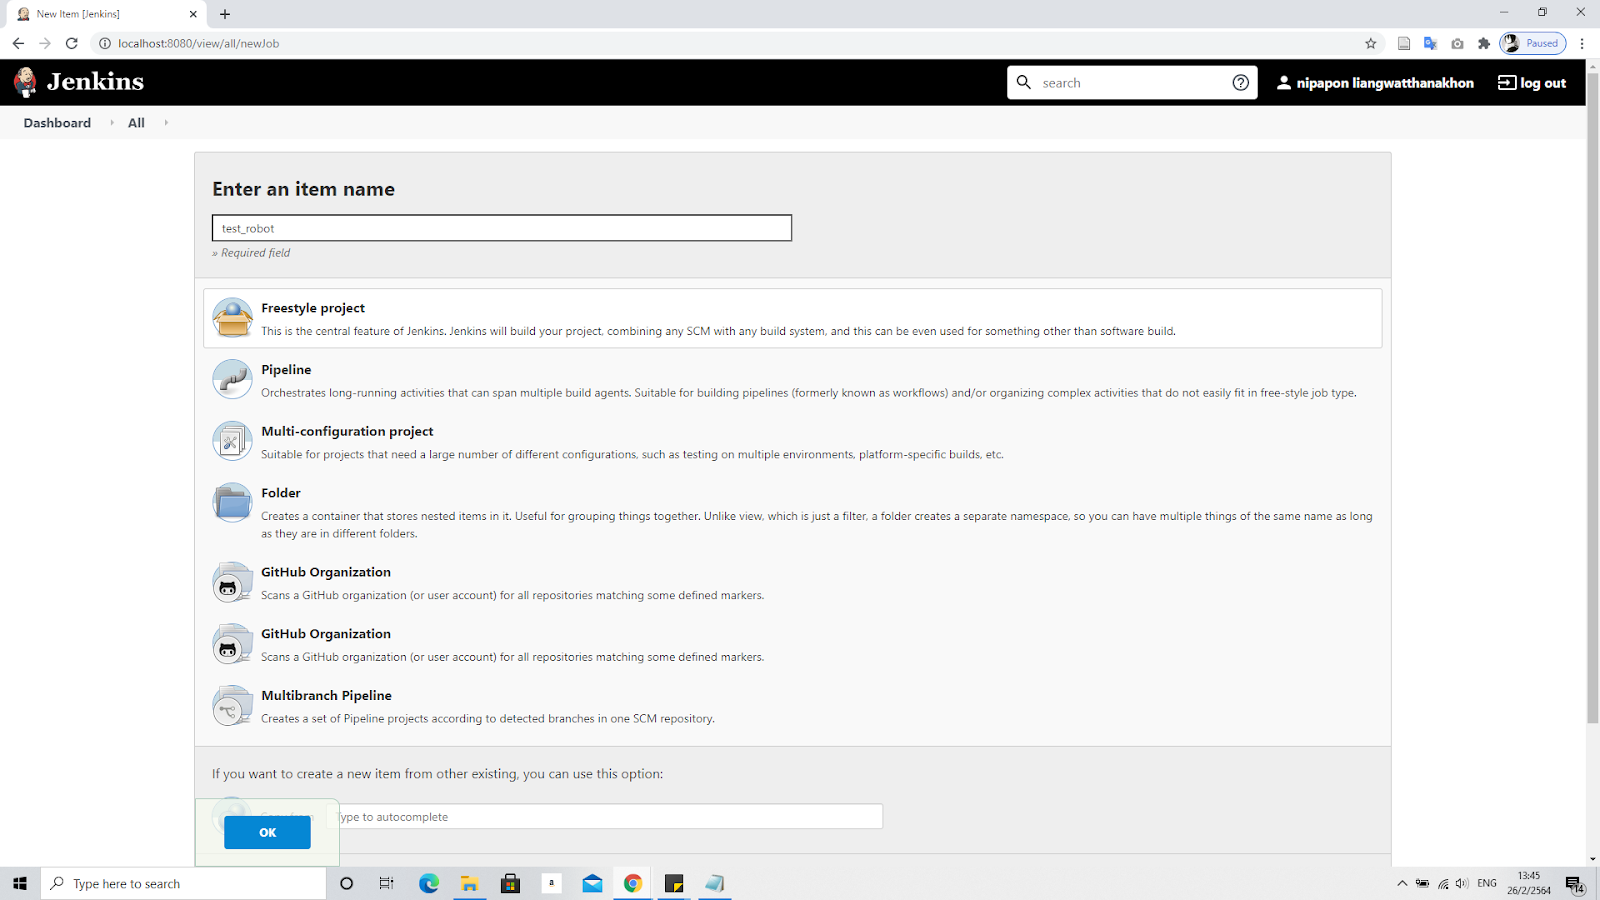 New Item [Jenkins]
localhost:8080/view/all/newJob
Paused
Jenkins
search
nipapon liangwatthanakhon
log out
Dashboard
All
Enter an item name
test_robot
» Required field
Freestyle project
This is the central feature of Jenkins. Jenkins will build your project, combining any SCM with any build system, and this can be even used for something other than software build.
Pipeline
Orchestrates long-running activities that can span multiple build agents. Suitable for building pipelines (formerly known as workflows) and/or organizing complex activities that do not easily fit in free-style job type.
Multi-configuration project
Suitable for projects that need a large number of different configurations, such as testing on multiple environments, platform-specific builds, etc.
Folder
Creates a container that stores nested items in it. Useful for grouping things together. Unlike view, which is just a filter, a folder creates a separate namespace, so you can have multiple things of the same name as long
as they are in different folders.
GitHub Organization
Scans a GitHub organization (or user account) for all repositories matching some defined markers.
GitHub Organization
Scans a GitHub organization (or user account) for all repositories matching some defined markers.
Multibranch Pipeline
Creates a set of Pipeline projects according to detected branches in one SCM repository.
If you want to create a new item from other existing, you can use this option:
Type to autocomplete
OK
Type here to search
a
ENG
13:45
26/2/2564
14